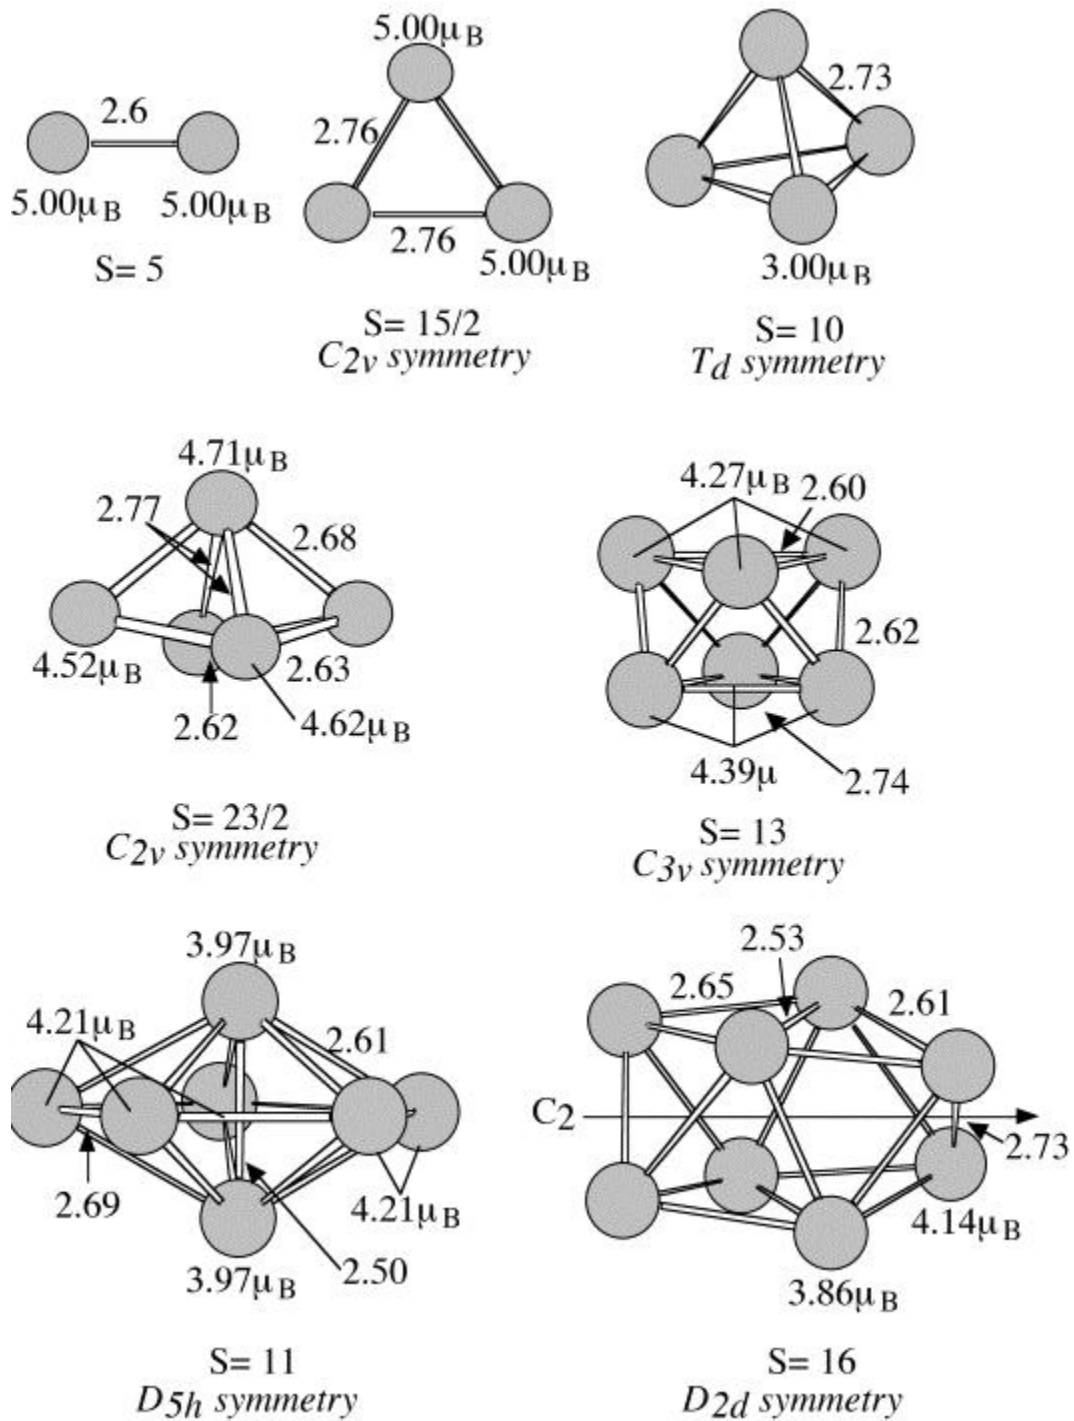 2.6
5.00μB 5.00μB
S= 5
5.00μB
2.76
2.76
5.00μB
S= 15/2
C2v symmetry
2.73
3.00μB
S= 10
Td symmetry
4.71μB
2.77
2.68
4.52μB
2.63
2.62
4.62μB
S= 23/2
C2v symmetry
4.27μB
2.60
2.62
4.39μ
2.74
S= 13
C3v symmetry
3.97μB
4.21μB
2.61
2.69
4.21μB
2.50
3.97μB
S= 11
D5h symmetry
2.53
2.65
2.61
C2
2.73
4.14μB
3.86μB
S= 16
D2d symmetry